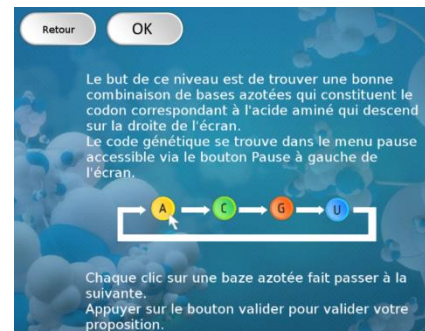 Retour
OK
Le but de ce niveau est de trouver une bonne
combinaison de bases azotées qui constituent le
codon correspondant à l'acide aminé qui descend
sur la droite de l'écran.
Le code génétique se trouve dans le menu pause
accessible via le bouton Pause à gauche de
l'écran.
A C G U
Chaque clic sur une baze azotée fait passer à la
suivante.
Appuyer sur le bouton valider pour valider votre
proposition.